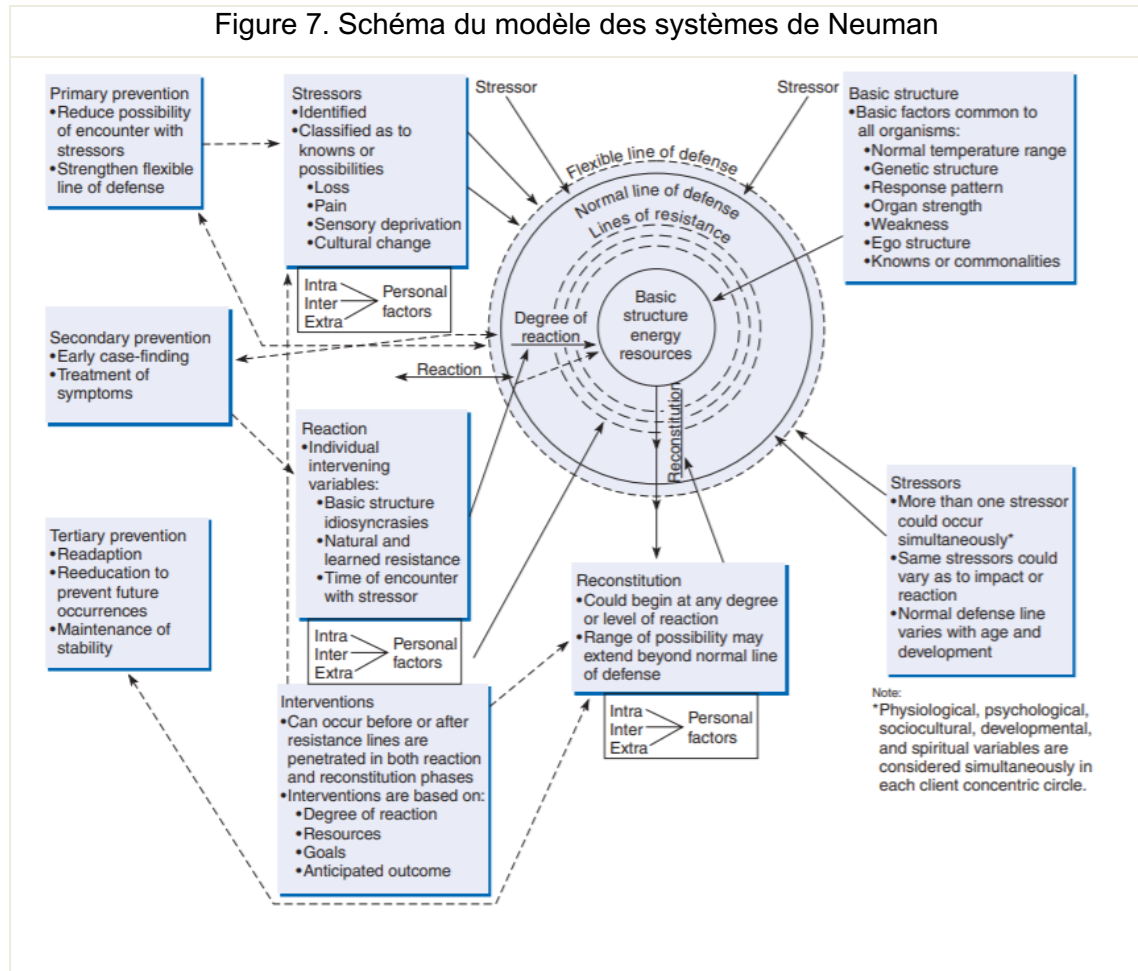 Figure 7. Schéma du modèle des systèmes de Neuman
Primary prevention
•Reduce possibility
of encounter with
stressors
•Strengthen flexible
line of defense
Stressors
•Identified
•Classified as to
knowns or
possibilities
•Loss
•Pain
•Sensory deprivation
•Cultural change
Intra
Inter
Extra
Personal
factors
Stressor
Stressor
Basic structure
•Basic factors common to
all organisms:
•Normal temperature range
•Genetic structure
•Response pattern
•Organ strength
•Weakness
•Ego structure
•Knowns or commonalities
Flexible line of defense
Normal line of defense
Lines of resistance
Basic
structure
energy
resources
Degree of
reaction
Reaction
Reconstitution
Secondary prevention
•Early case-finding
•Treatment of
symptoms
Reaction
•Individual
intervening
variables:
•Basic structure
idiosyncrasies
•Natural and
learned resistance
•Time of encounter
with stressor
Intra
Inter
Extra
Personal
factors
Tertiary prevention
•Readaption
•Reeducation to
prevent future
occurrences
•Maintenance of
stability
Interventions
•Can occur before or after
resistance lines are
penetrated in both reaction
and reconstitution phases
•Interventions are based on:
•Degree of reaction
•Resources
•Goals
•Anticipated outcome
Reconstitution
•Could begin at any degree
or level of reaction
•Range of possibility may
extend beyond normal line
of defense
Intra
Inter
Extra
Personal
factors
Stressors
•More than one stressor
could occur
simultaneously*
•Same stressors could
vary as to impact or
reaction
•Normal defense line
varies with age and
development
Note:
*Physiological, psychological,
sociocultural, developmental,
and spiritual variables are
considered simultaneously in
each client concentric circle.